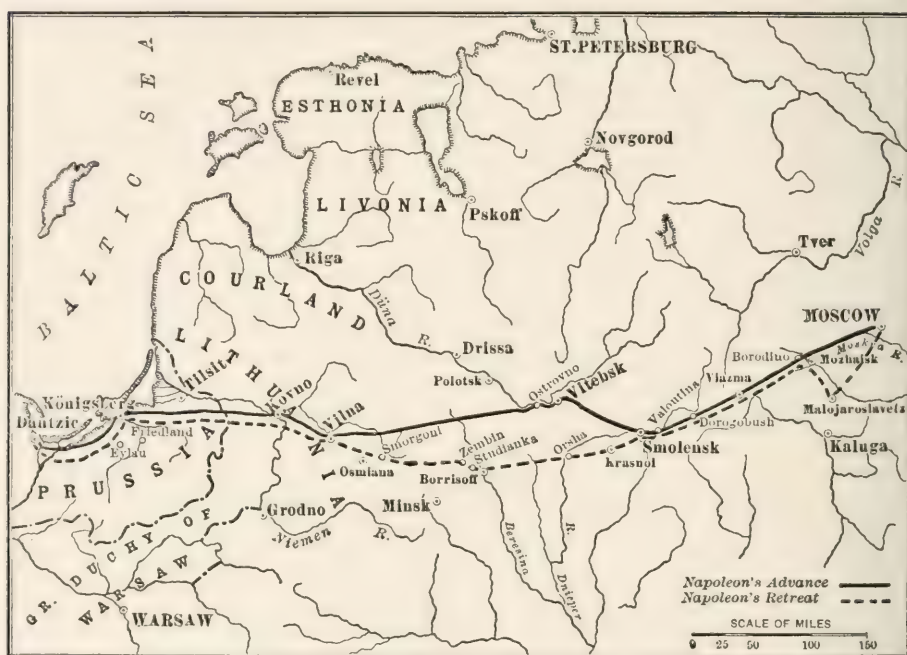 BALTIC SEA
ST. PETERSBURG
Revel
ESTHONIA
Novgorod
LIVONIA
Pskoff
Tver
Volga R.
Riga
COURLAND
Düna R.
MOSCOW
Moskva R.
Drissa
Borodino
Mozhaisk
LITHUANIA
Tilsit
Polotsk
Ostrovno
Vitebsk
Viazma
Malojaroslavetz
Königsberg
Kovno
Valoutina
Dorogobush
Dantzic
Friedland
Vilna
Smorgoni
Zembin
Studianka
Orsha
Smolensk
Kaluga
Eylau
Osmiana
Borrisoff
Krasnoi
PRUSSIA
Minsk
Grodno
Niemen R.
Beresina
Dnieper R.
GR. DUCHY OF WARSAW
WARSAW
Napoleon's Advance
Napoleon's Retreat
SCALE OF MILES
0 25 50 100 150